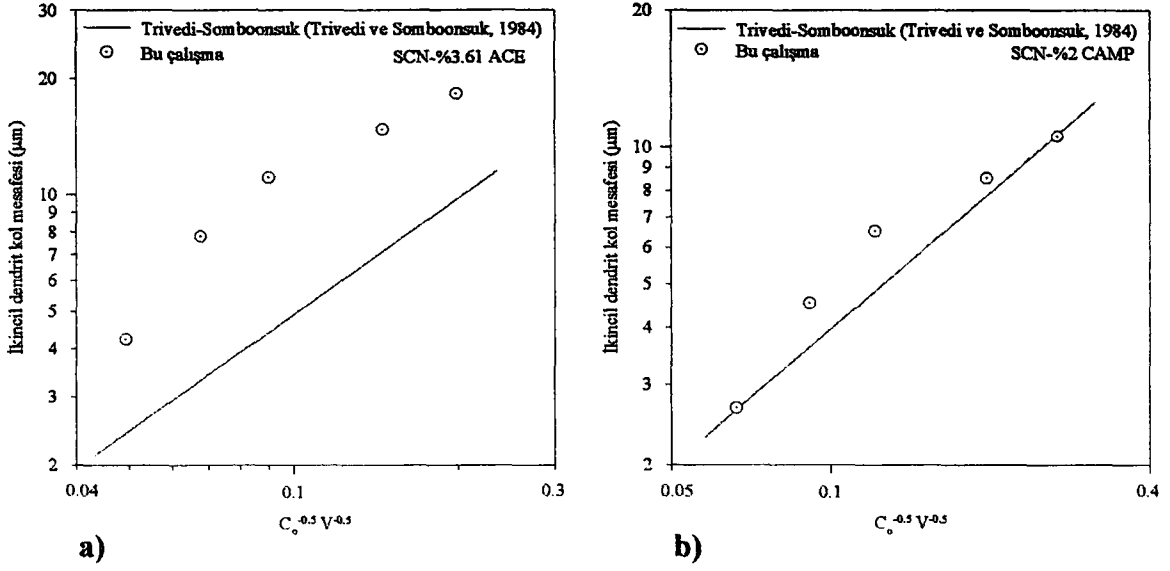 Trivedi-Somboonsuk (Trivedi ve Somboonsuk, 1984)
Bu çalışma
SCN-%3.61 ACE
İkincil dendrit kol mesafesi (µm)
30
20
10
9
8
7
6
5
4
3
2
0.04
0.1
0.3
C₀⁻⁰·⁵ V⁻⁰·⁵
a)
Trivedi-Somboonsuk (Trivedi ve Somboonsuk, 1984)
Bu çalışma
SCN-%2 CAMP
İkincil dendrit kol mesafesi (µm)
20
10
9
8
7
6
5
4
3
2
0.05
0.1
0.4
C₀⁻⁰·⁵ V⁻⁰·⁵
b)